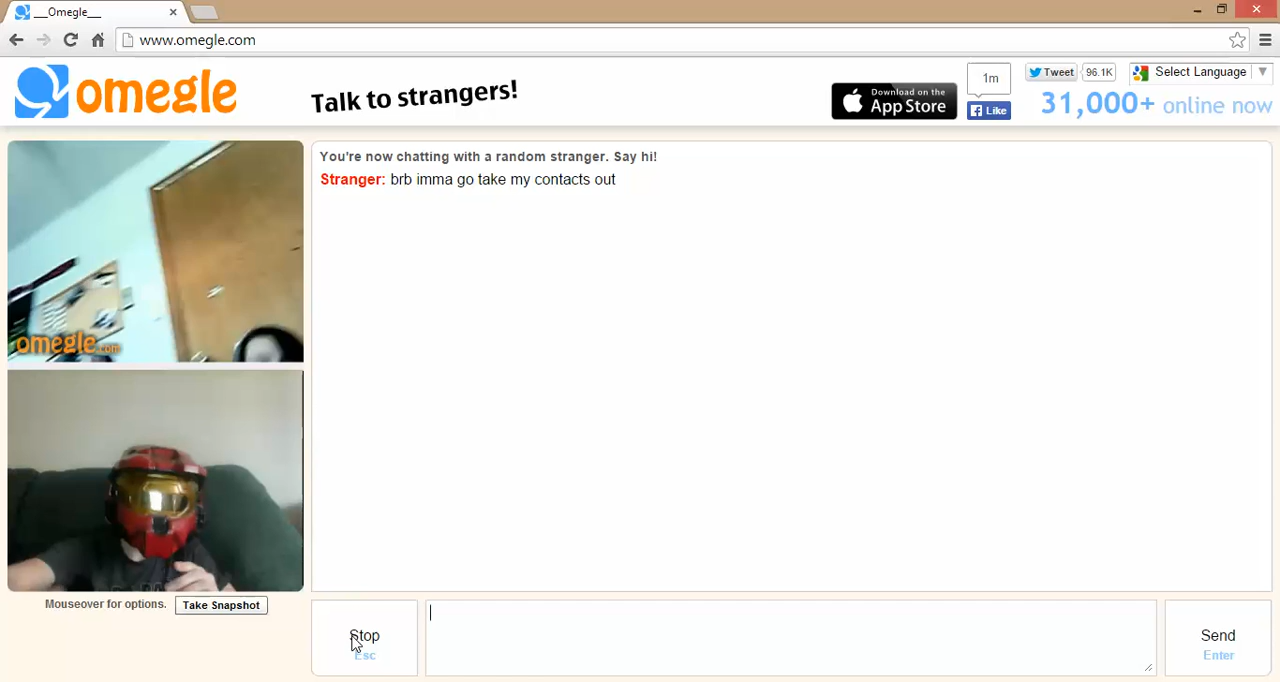 __Omegle__
www.omegle.com
omegle
Talk to strangers!
Download on the
App Store
1m
Like
Tweet
96.1K
Select Language
31,000+ online now
You're now chatting with a random stranger. Say hi!
Stranger: brb imma go take my contacts out
omegle.com
Mouseover for options.
Take Snapshot
Stop
Esc
Send
Enter